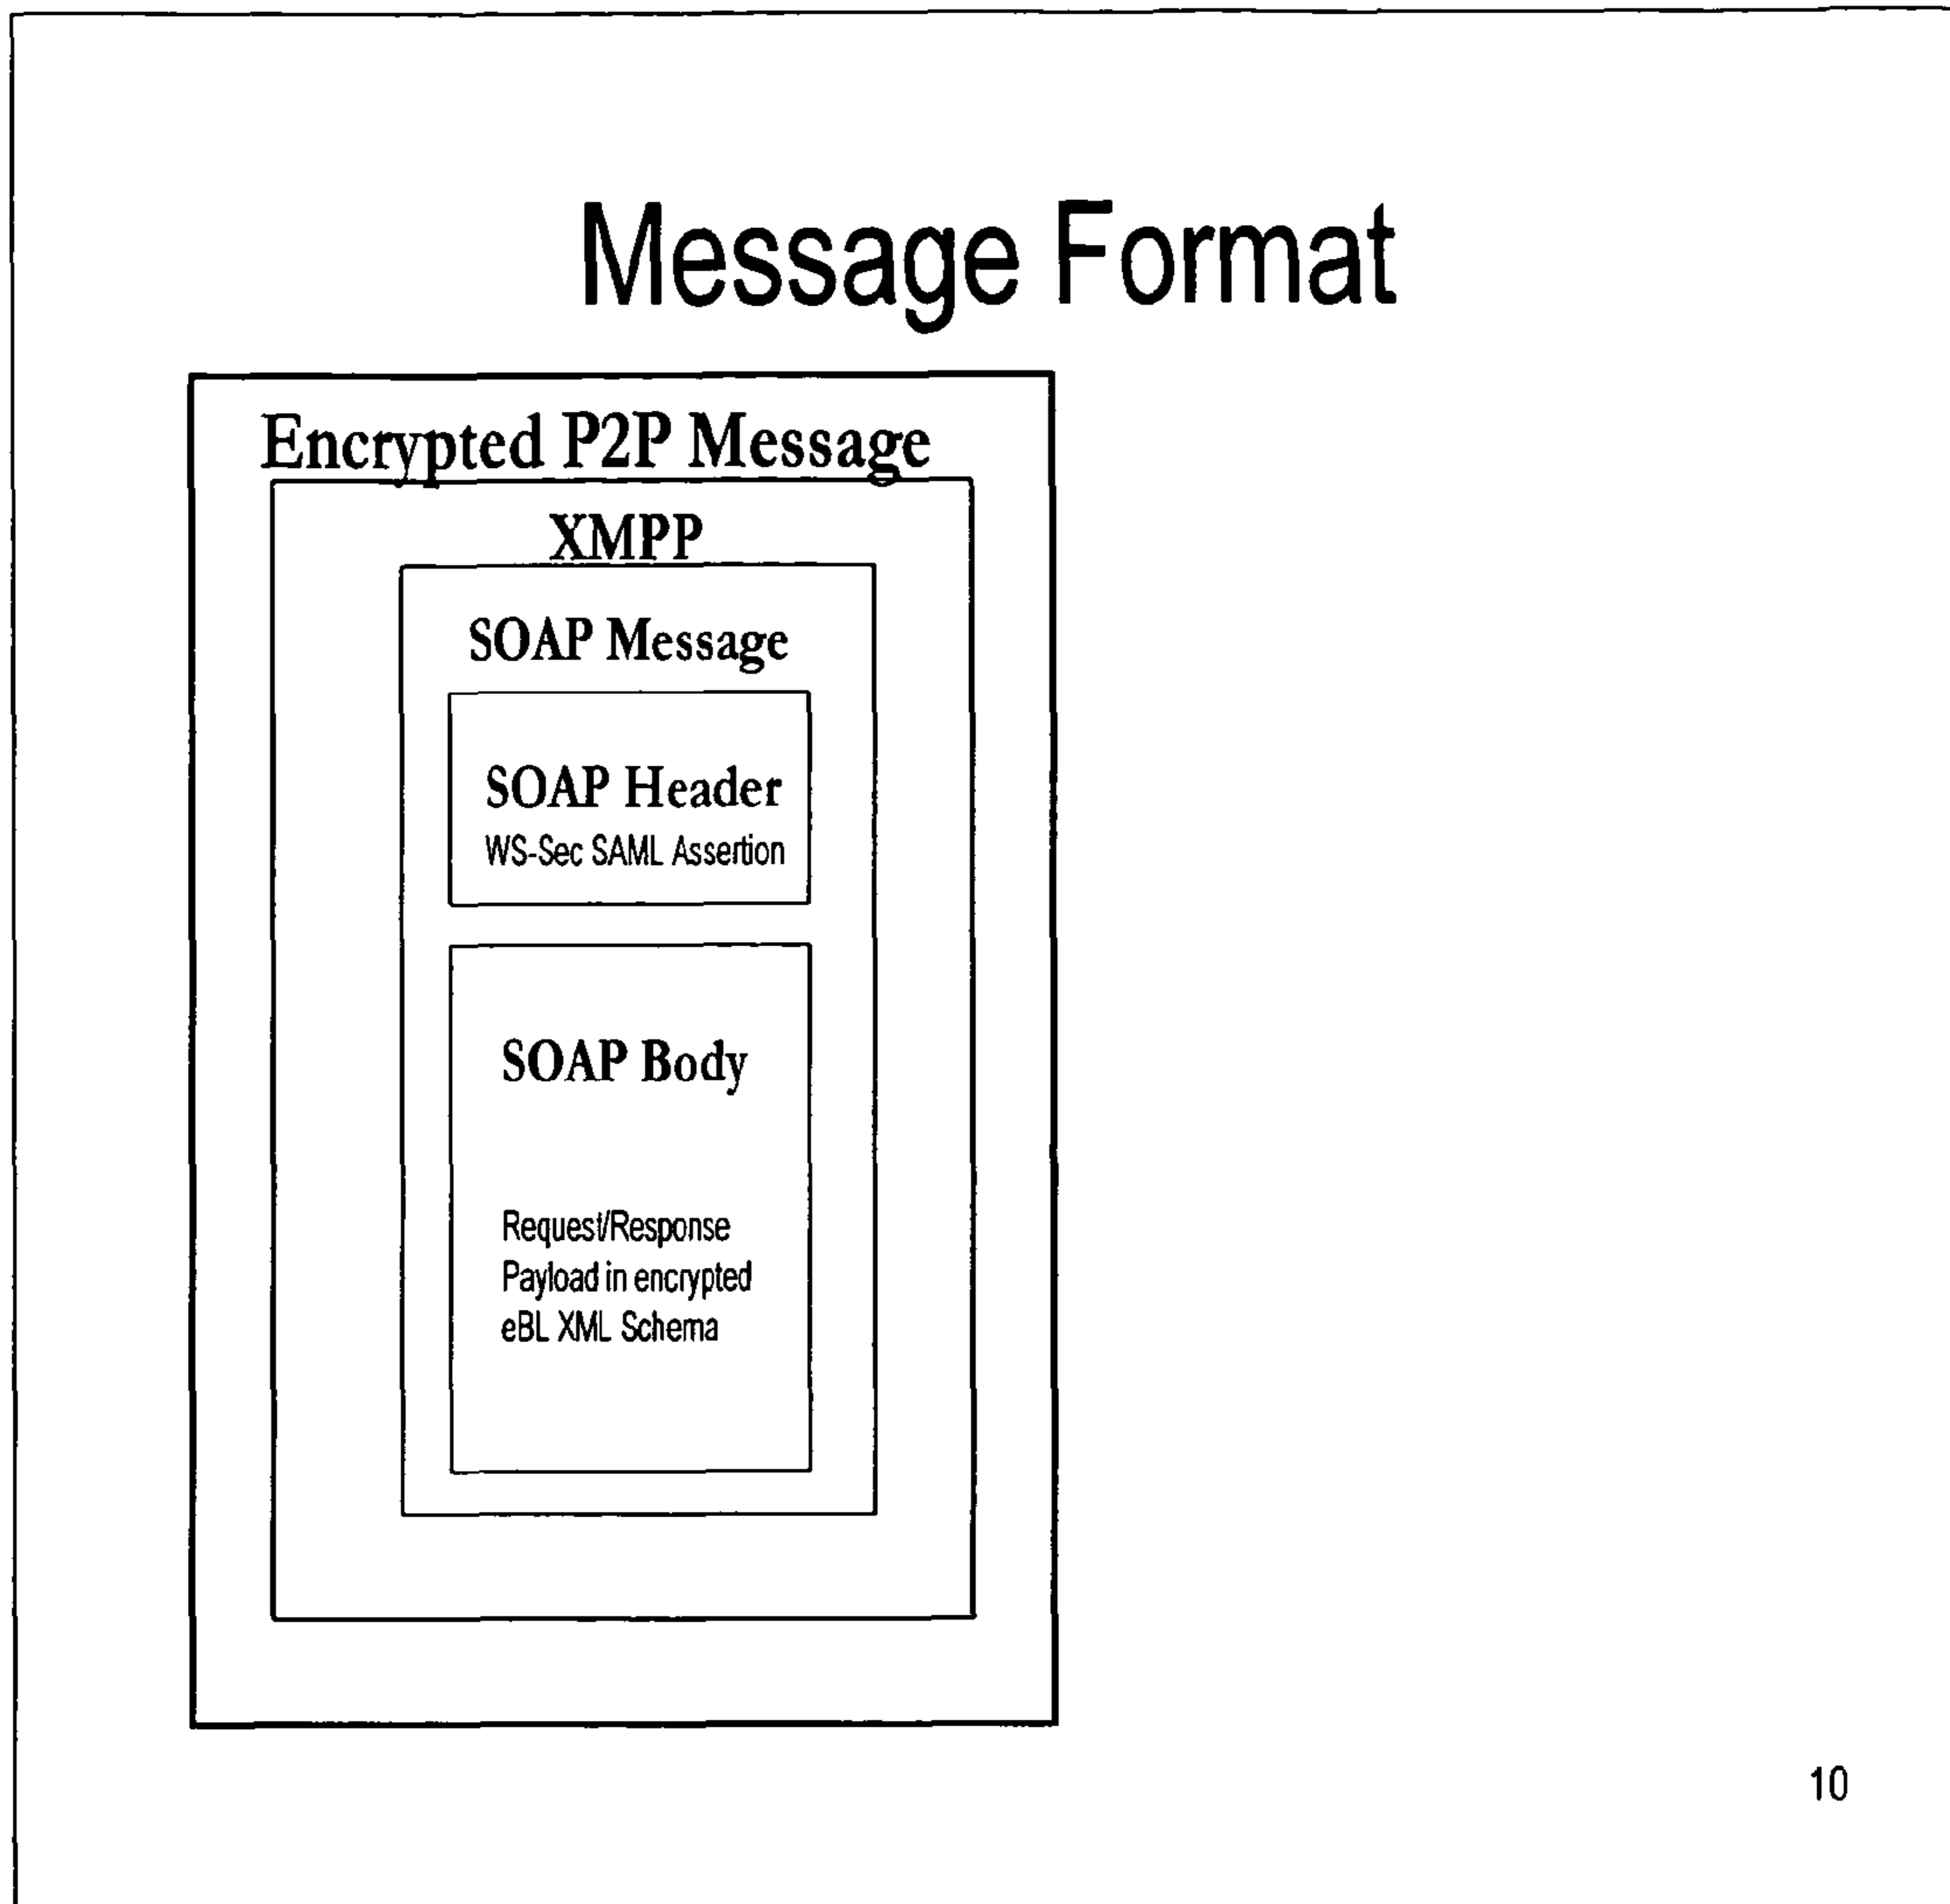 Message Format
Encrypted P2P Message
XMPP
SOAP Message
SOAP Header
WS-Sec SAML Assertion
SOAP Body
Request/Response
Payload in encrypted
eBL XML Schema
10